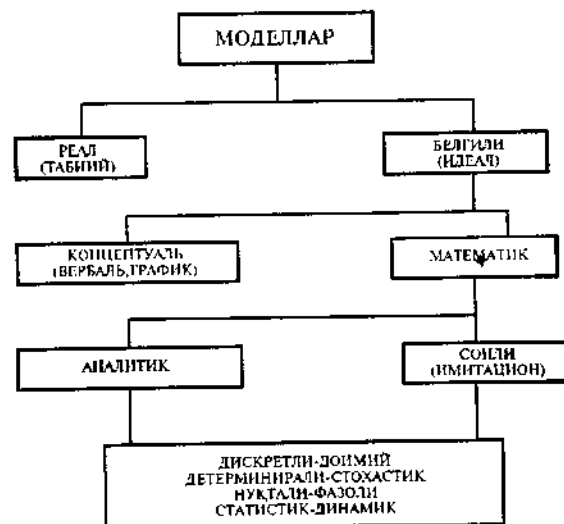 МОДЕЛЛАР
РЕАЛ
(ТАБИИЙ)
БЕЛГИЛИ
(ИДЕАЛ)
КОНЦЕПТУАЛЬ
(ВЕРБАЛЬ,ГРАФИК)
МАТЕМАТИК
АНАЛИТИК
СОНЛИ
(ИМИТАЦИОН)
ДИСКРЕТЛИ-ДОИМИЙ
ДЕТЕРМИНИРАЛИ-СТОХАСТИК
НУҚТАЛИ-ФАЗОЛИ
СТАТИСТИК-ДИНАМИК